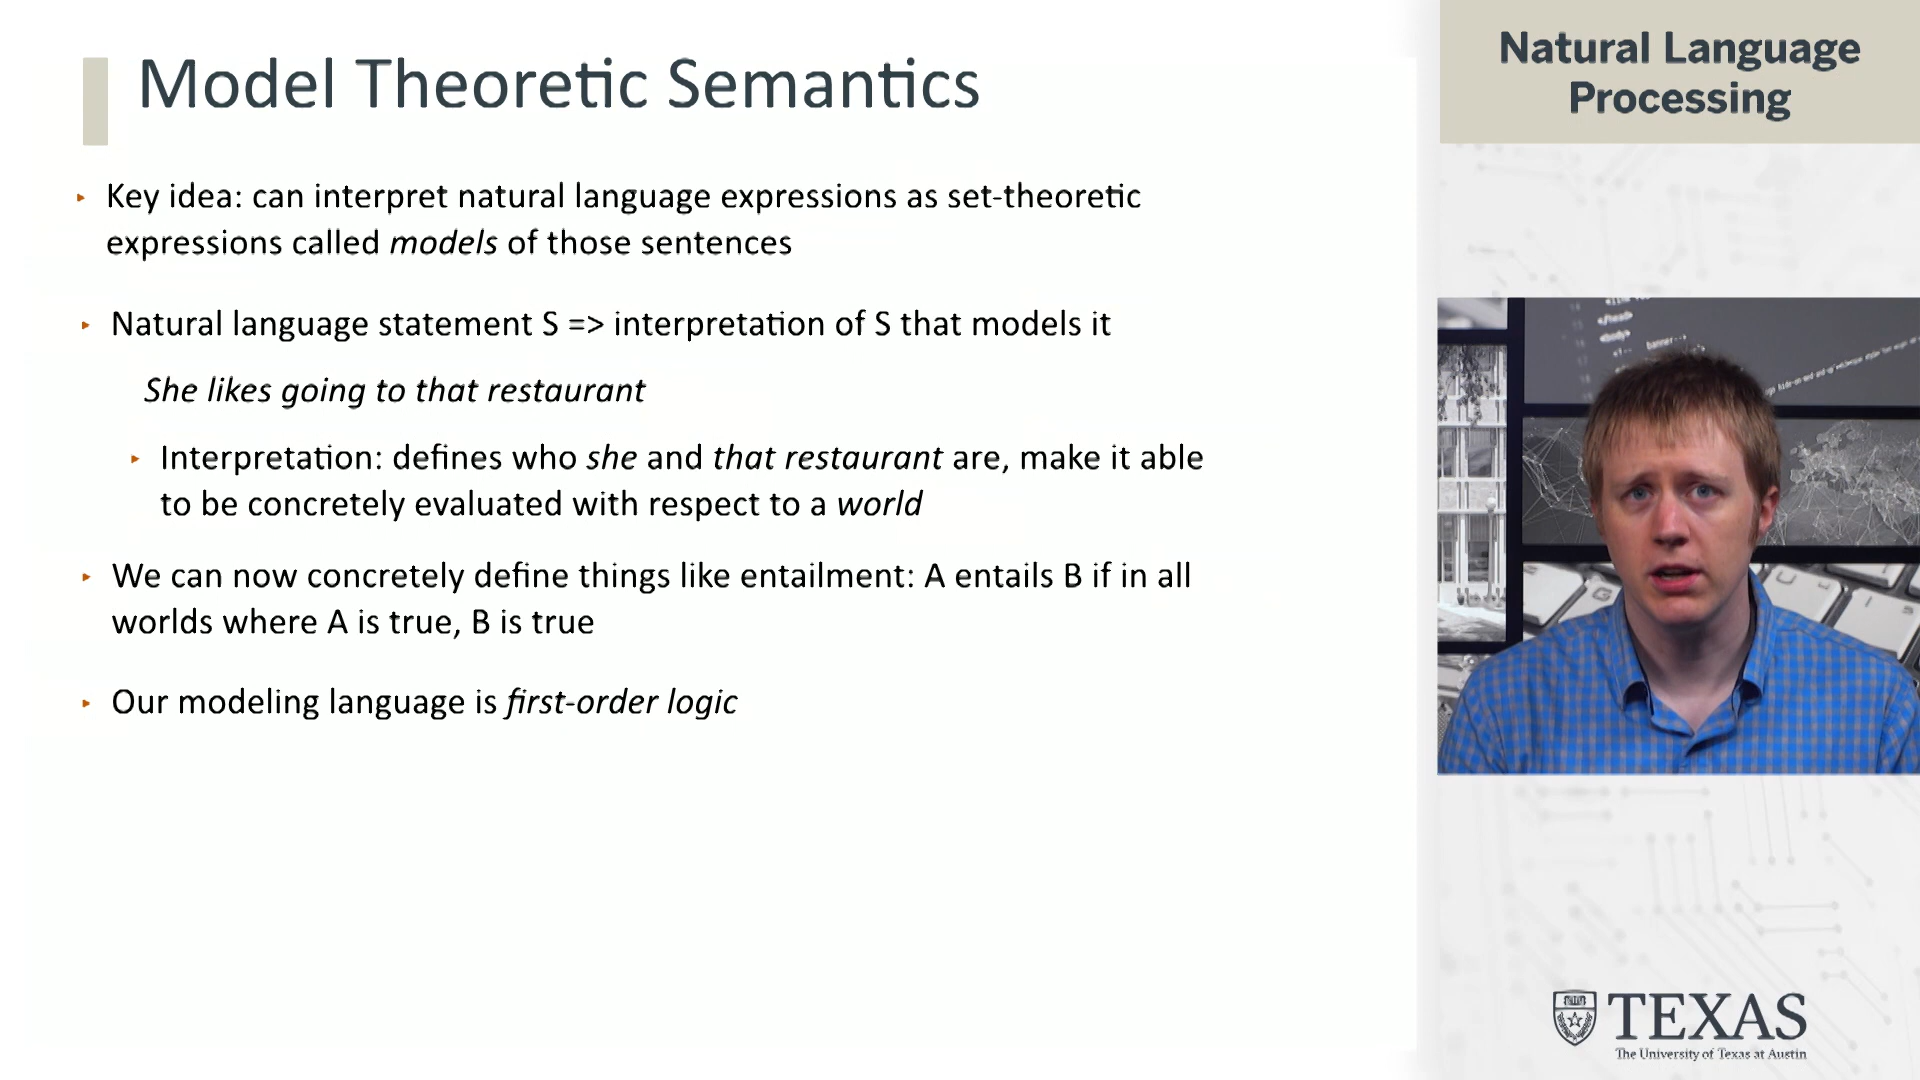 Model Theoretic Semantics
Key idea: can interpret natural language expressions as set-theoretic
expressions called models of those sentences
Natural language statement S => interpretation of S that models it
She likes going to that restaurant
Interpretation: defines who she and that restaurant are, make it able
to be concretely evaluated with respect to a world
We can now concretely define things like entailment: A entails B if in all
worlds where A is true, B is true
Our modeling language is first-order logic
Natural Language
Processing
</head>
<body>
TEXAS
The University of Texas at Austin